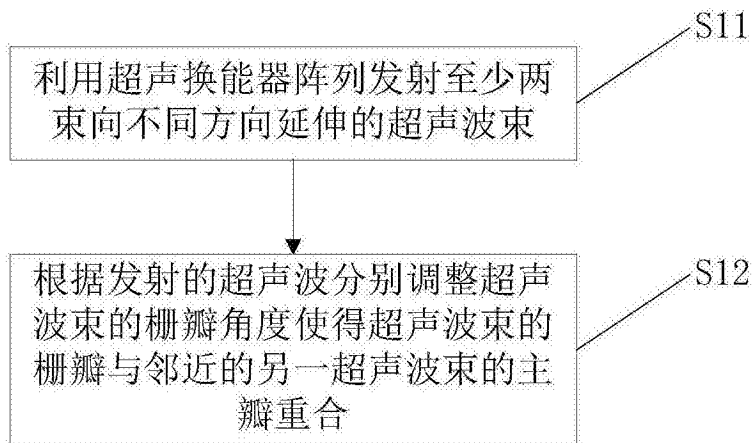 S11
利用超声换能器阵列发射至少两
束向不同方向延伸的超声波束
S12
根据发射的超声波分别调整超声
波束的栅瓣角度使得超声波束的
栅瓣与邻近的另一超声波束的主
瓣重合